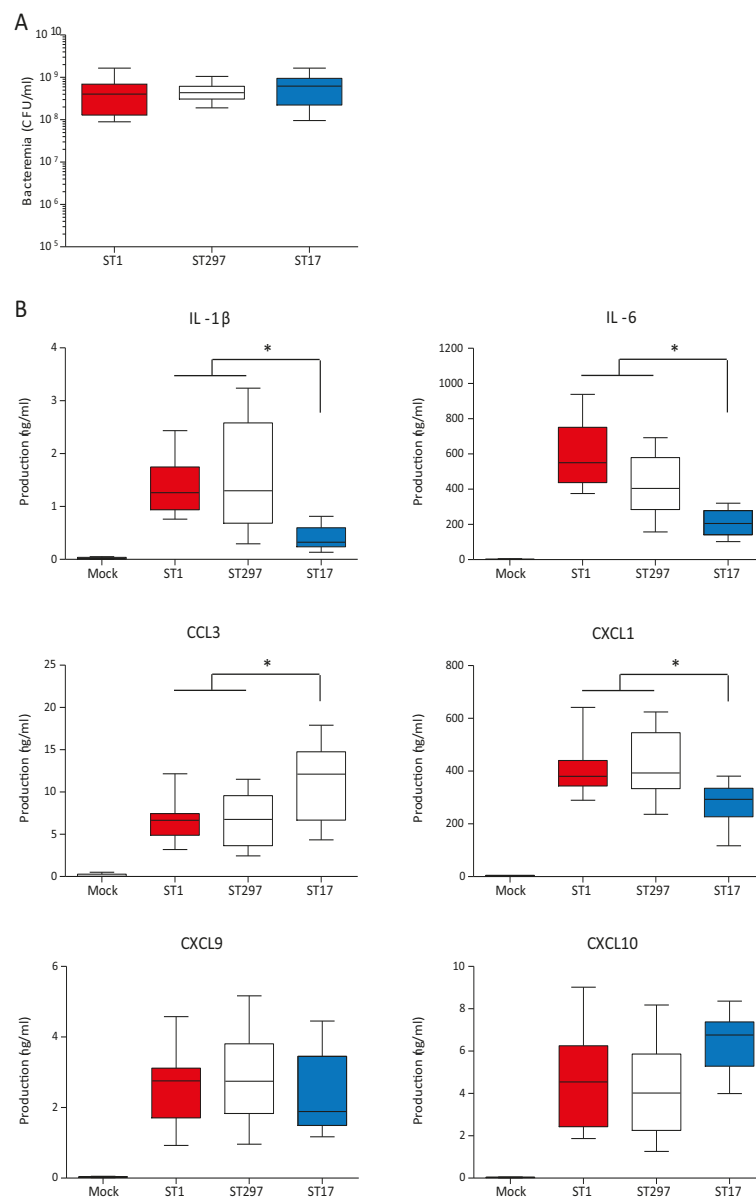 A
Bacteremia (CFU/ml)
10 10
10 9
10 8
10 7
10 6
10 5
ST1 ST297 ST17
B
IL -1β
Production (ng/ml)
4
3
2
1
0
*
Mock ST1 ST297 ST17
IL -6
Production (ng/ml)
1200
1000
800
600
400
200
0
*
Mock ST1 ST297 ST17
CCL3
Production (ng/ml)
25
20
15
10
5
0
*
Mock ST1 ST297 ST17
CXCL1
Production (ng/ml)
800
600
400
200
0
*
Mock ST1 ST297 ST17
CXCL9
Production (ng/ml)
6
4
2
0
Mock ST1 ST297 ST17
CXCL10
Production (ng/ml)
10
8
6
4
2
0
Mock ST1 ST297 ST17